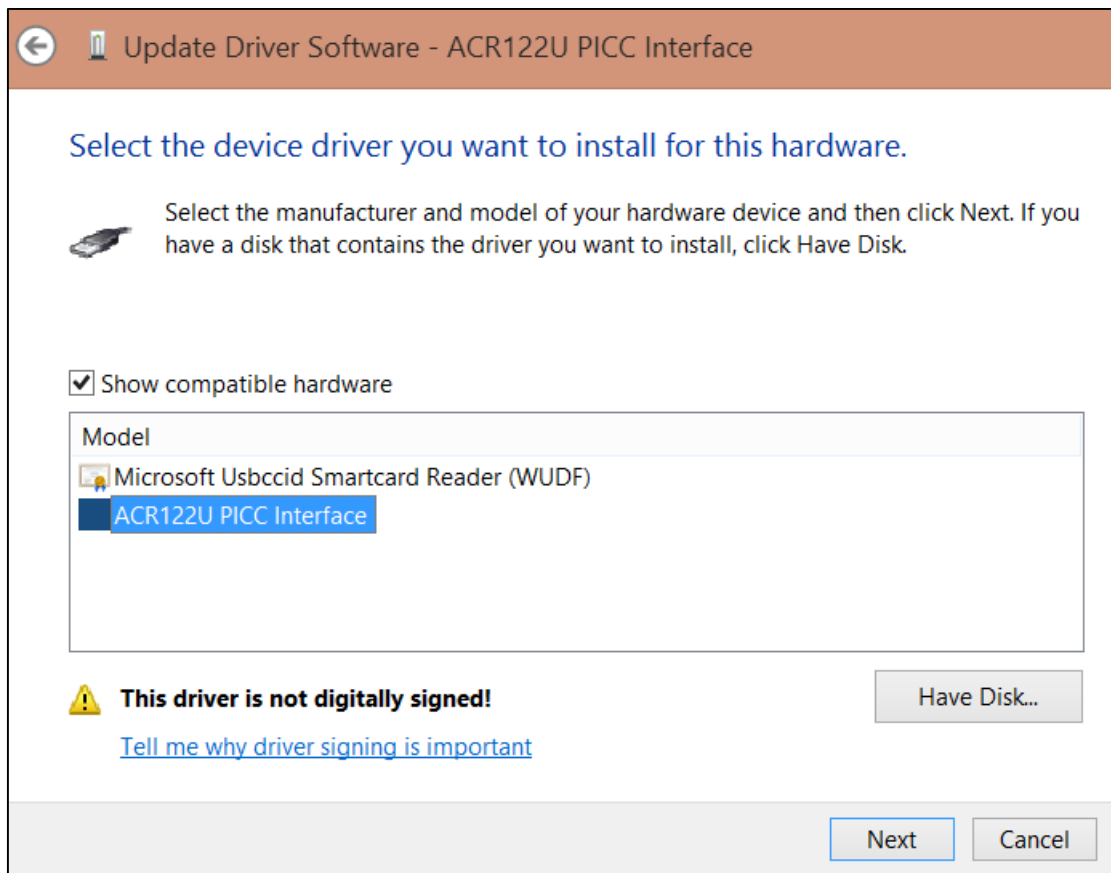 Update Driver Software - ACR122U PICC Interface
Select the device driver you want to install for this hardware.
Select the manufacturer and model of your hardware device and then click Next. If you
have a disk that contains the driver you want to install, click Have Disk.
Show compatible hardware
Model
Microsoft Usbccid Smartcard Reader (WUDF)
ACR122U PICC Interface
This driver is not digitally signed!
Have Disk...
Tell me why driver signing is important
Next
Cancel